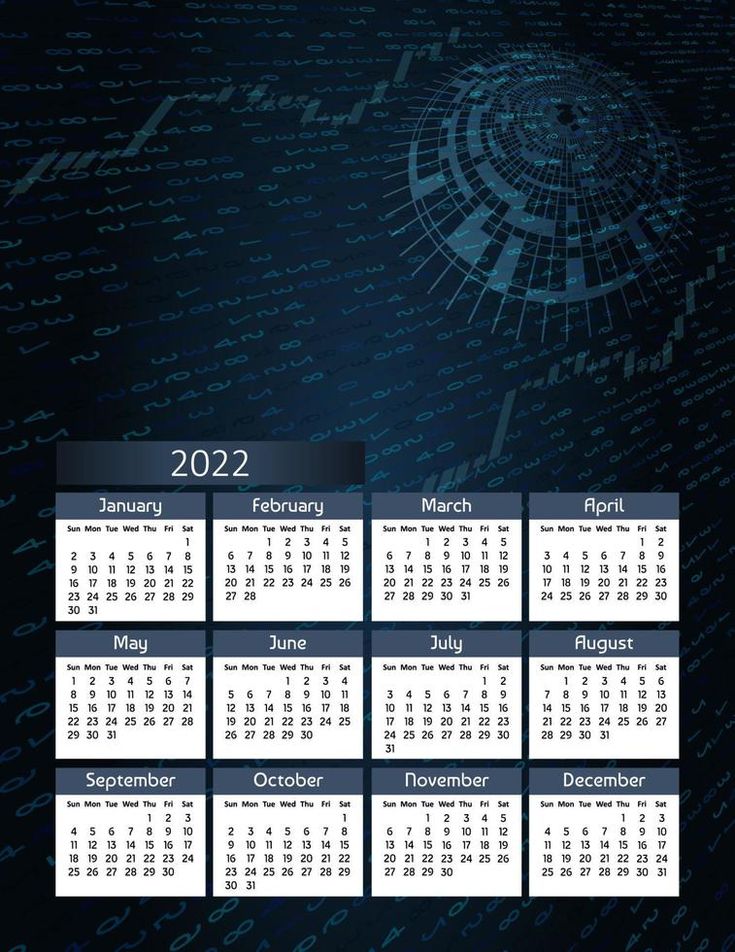 2022
January February March April
Sun Mon Tue Wed Thu Fri Sat Sun Mon Tue Wed Thu Fri Sat Sun Mon Tue Wed Thu Fri Sat Sun Mon Tue Wed Thu Fri Sat
1 1 2 3 4 5 1 2 3 4 5 1 2
2 3 4 5 6 7 8 6 7 8 9 10 11 12 6 7 8 9 10 11 12 3 4 5 6 7 8 9
9 10 11 12 13 14 15 13 14 15 16 17 18 19 13 14 15 16 17 18 19 10 11 12 13 14 15 16
16 17 18 19 20 21 22 20 21 22 23 24 25 26 20 21 22 23 24 25 26 17 18 19 20 21 22 23
23 24 25 26 27 28 29 27 28 27 28 29 30 31 24 25 26 27 28 29 30
30 31
May June July August
Sun Mon Tue Wed Thu Fri Sat Sun Mon Tue Wed Thu Fri Sat Sun Mon Tue Wed Thu Fri Sat Sun Mon Tue Wed Thu Fri Sat
1 2 3 4 5 6 7 1 2 3 4 1 2 1 2 3 4 5 6
8 9 10 11 12 13 14 5 6 7 8 9 10 11 3 4 5 6 7 8 9 7 8 9 10 11 12 13
15 16 17 18 19 20 21 12 13 14 15 16 17 18 10 11 12 13 14 15 16 14 15 16 17 18 19 20
22 23 24 25 26 27 28 19 20 21 22 23 24 25 17 18 19 20 21 22 23 21 22 23 24 25 26 27
29 30 31 26 27 28 29 30 24 25 26 27 28 29 30 28 29 30 31
31
September October November December
Sun Mon Tue Wed Thu Fri Sat Sun Mon Tue Wed Thu Fri Sat Sun Mon Tue Wed Thu Fri Sat Sun Mon Tue Wed Thu Fri Sat
1 2 3 1 1 2 3 4 5 1 2 3
4 5 6 7 8 9 10 2 3 4 5 6 7 8 6 7 8 9 10 11 12 4 5 6 7 8 9 10
11 12 13 14 15 16 17 9 10 11 12 13 14 15 13 14 15 16 17 18 19 11 12 13 14 15 16 17
18 19 20 21 22 23 24 16 17 18 19 20 21 22 20 21 22 23 24 25 26 18 19 20 21 22 23 24
25 26 27 28 29 30 23 24 25 26 27 28 29 27 28 29 30 25 26 27 28 29 30 31
30 31